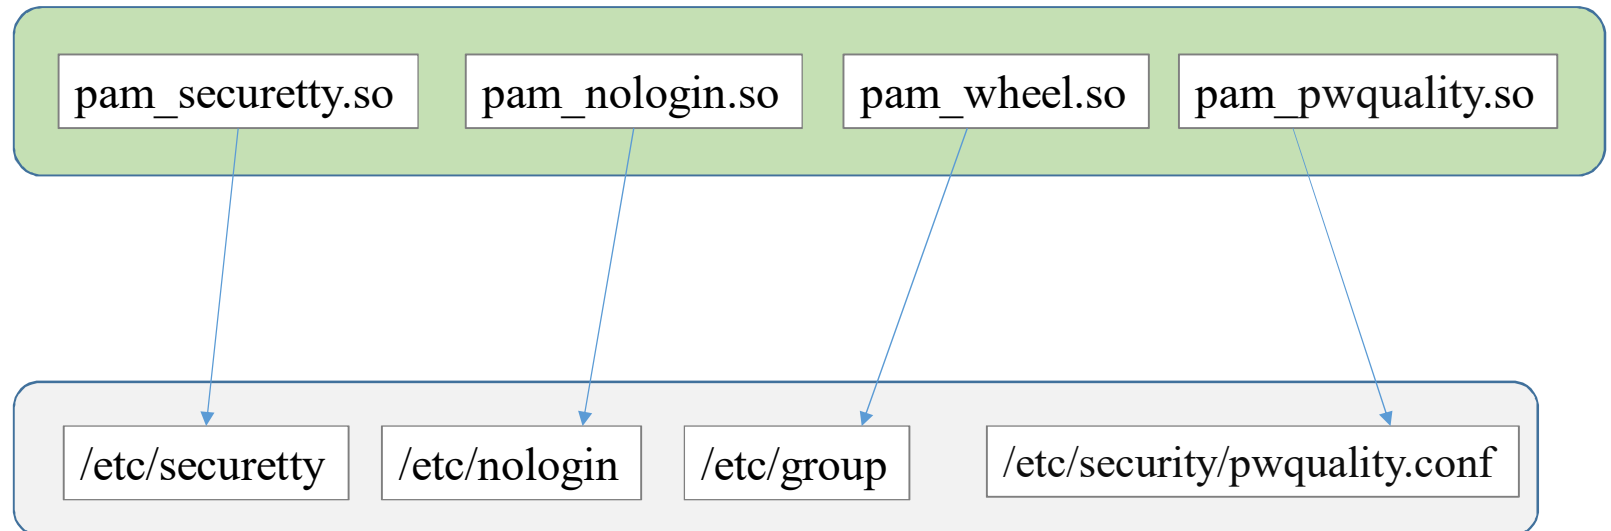 pam_securetty.so
pam_nologin.so
pam_wheel.so
pam_pwquality.so
/etc/securetty
/etc/nologin
/etc/group
/etc/security/pwquality.conf